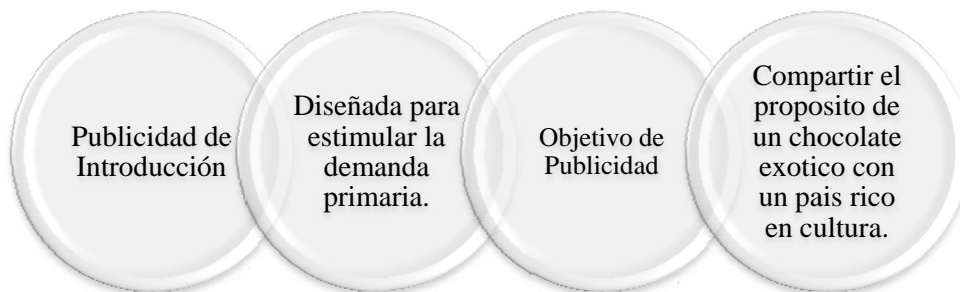 Publicidad de
Introducción
Diseñada para
estimular la
demanda
primaria.
Objetivo de
Publicidad
Compartir el
proposito de
un chocolate
exotico con
un pais rico
en cultura.